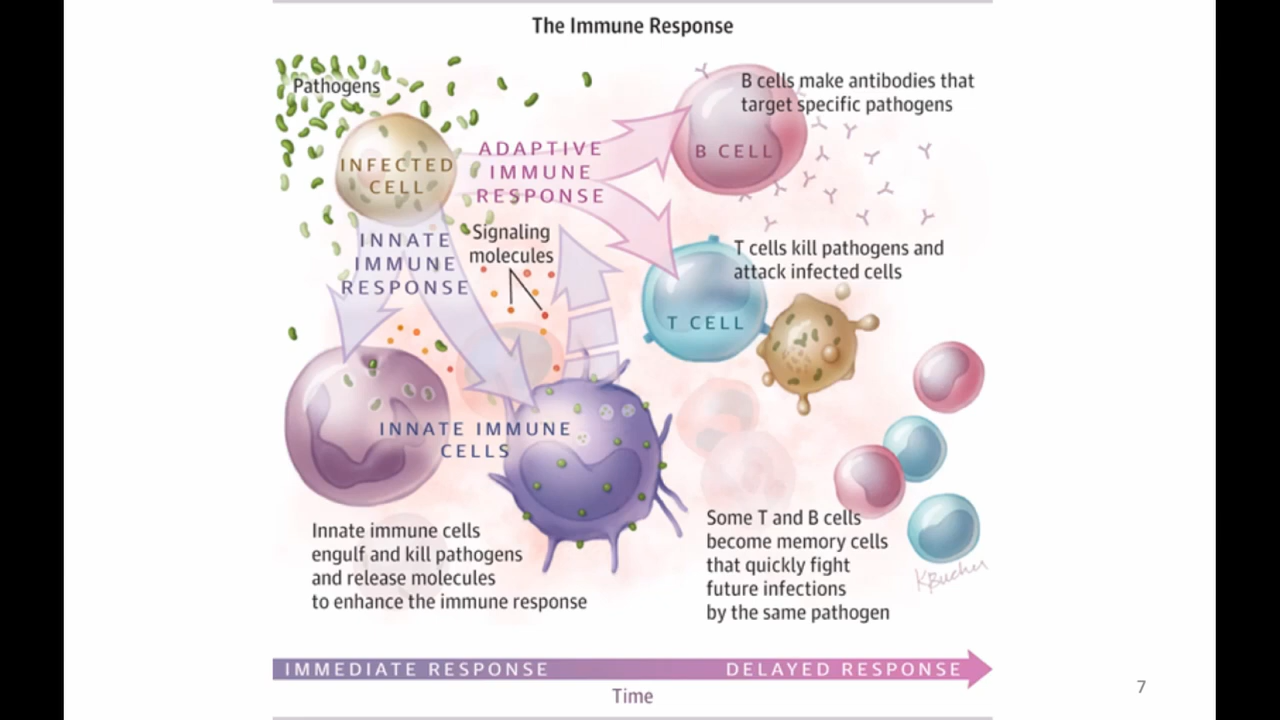 The Immune Response
Pathogens
INFECTED
CELL
ADAPTIVE
IMMUNE
RESPONSE
B CELL
B cells make antibodies that
target specific pathogens
INNATE
IMMUNE
RESPONSE
Signaling
molecules
T cells kill pathogens and
attack infected cells
T CELL
INNATE IMMUNE
CELLS
Innate immune cells
engulf and kill pathogens
and release molecules
to enhance the immune response
Some T and B cells
become memory cells
that quickly fight
future infections
by the same pathogen
KBucher
IMMEDIATE RESPONSE
DELAYED RESPONSE
Time
7